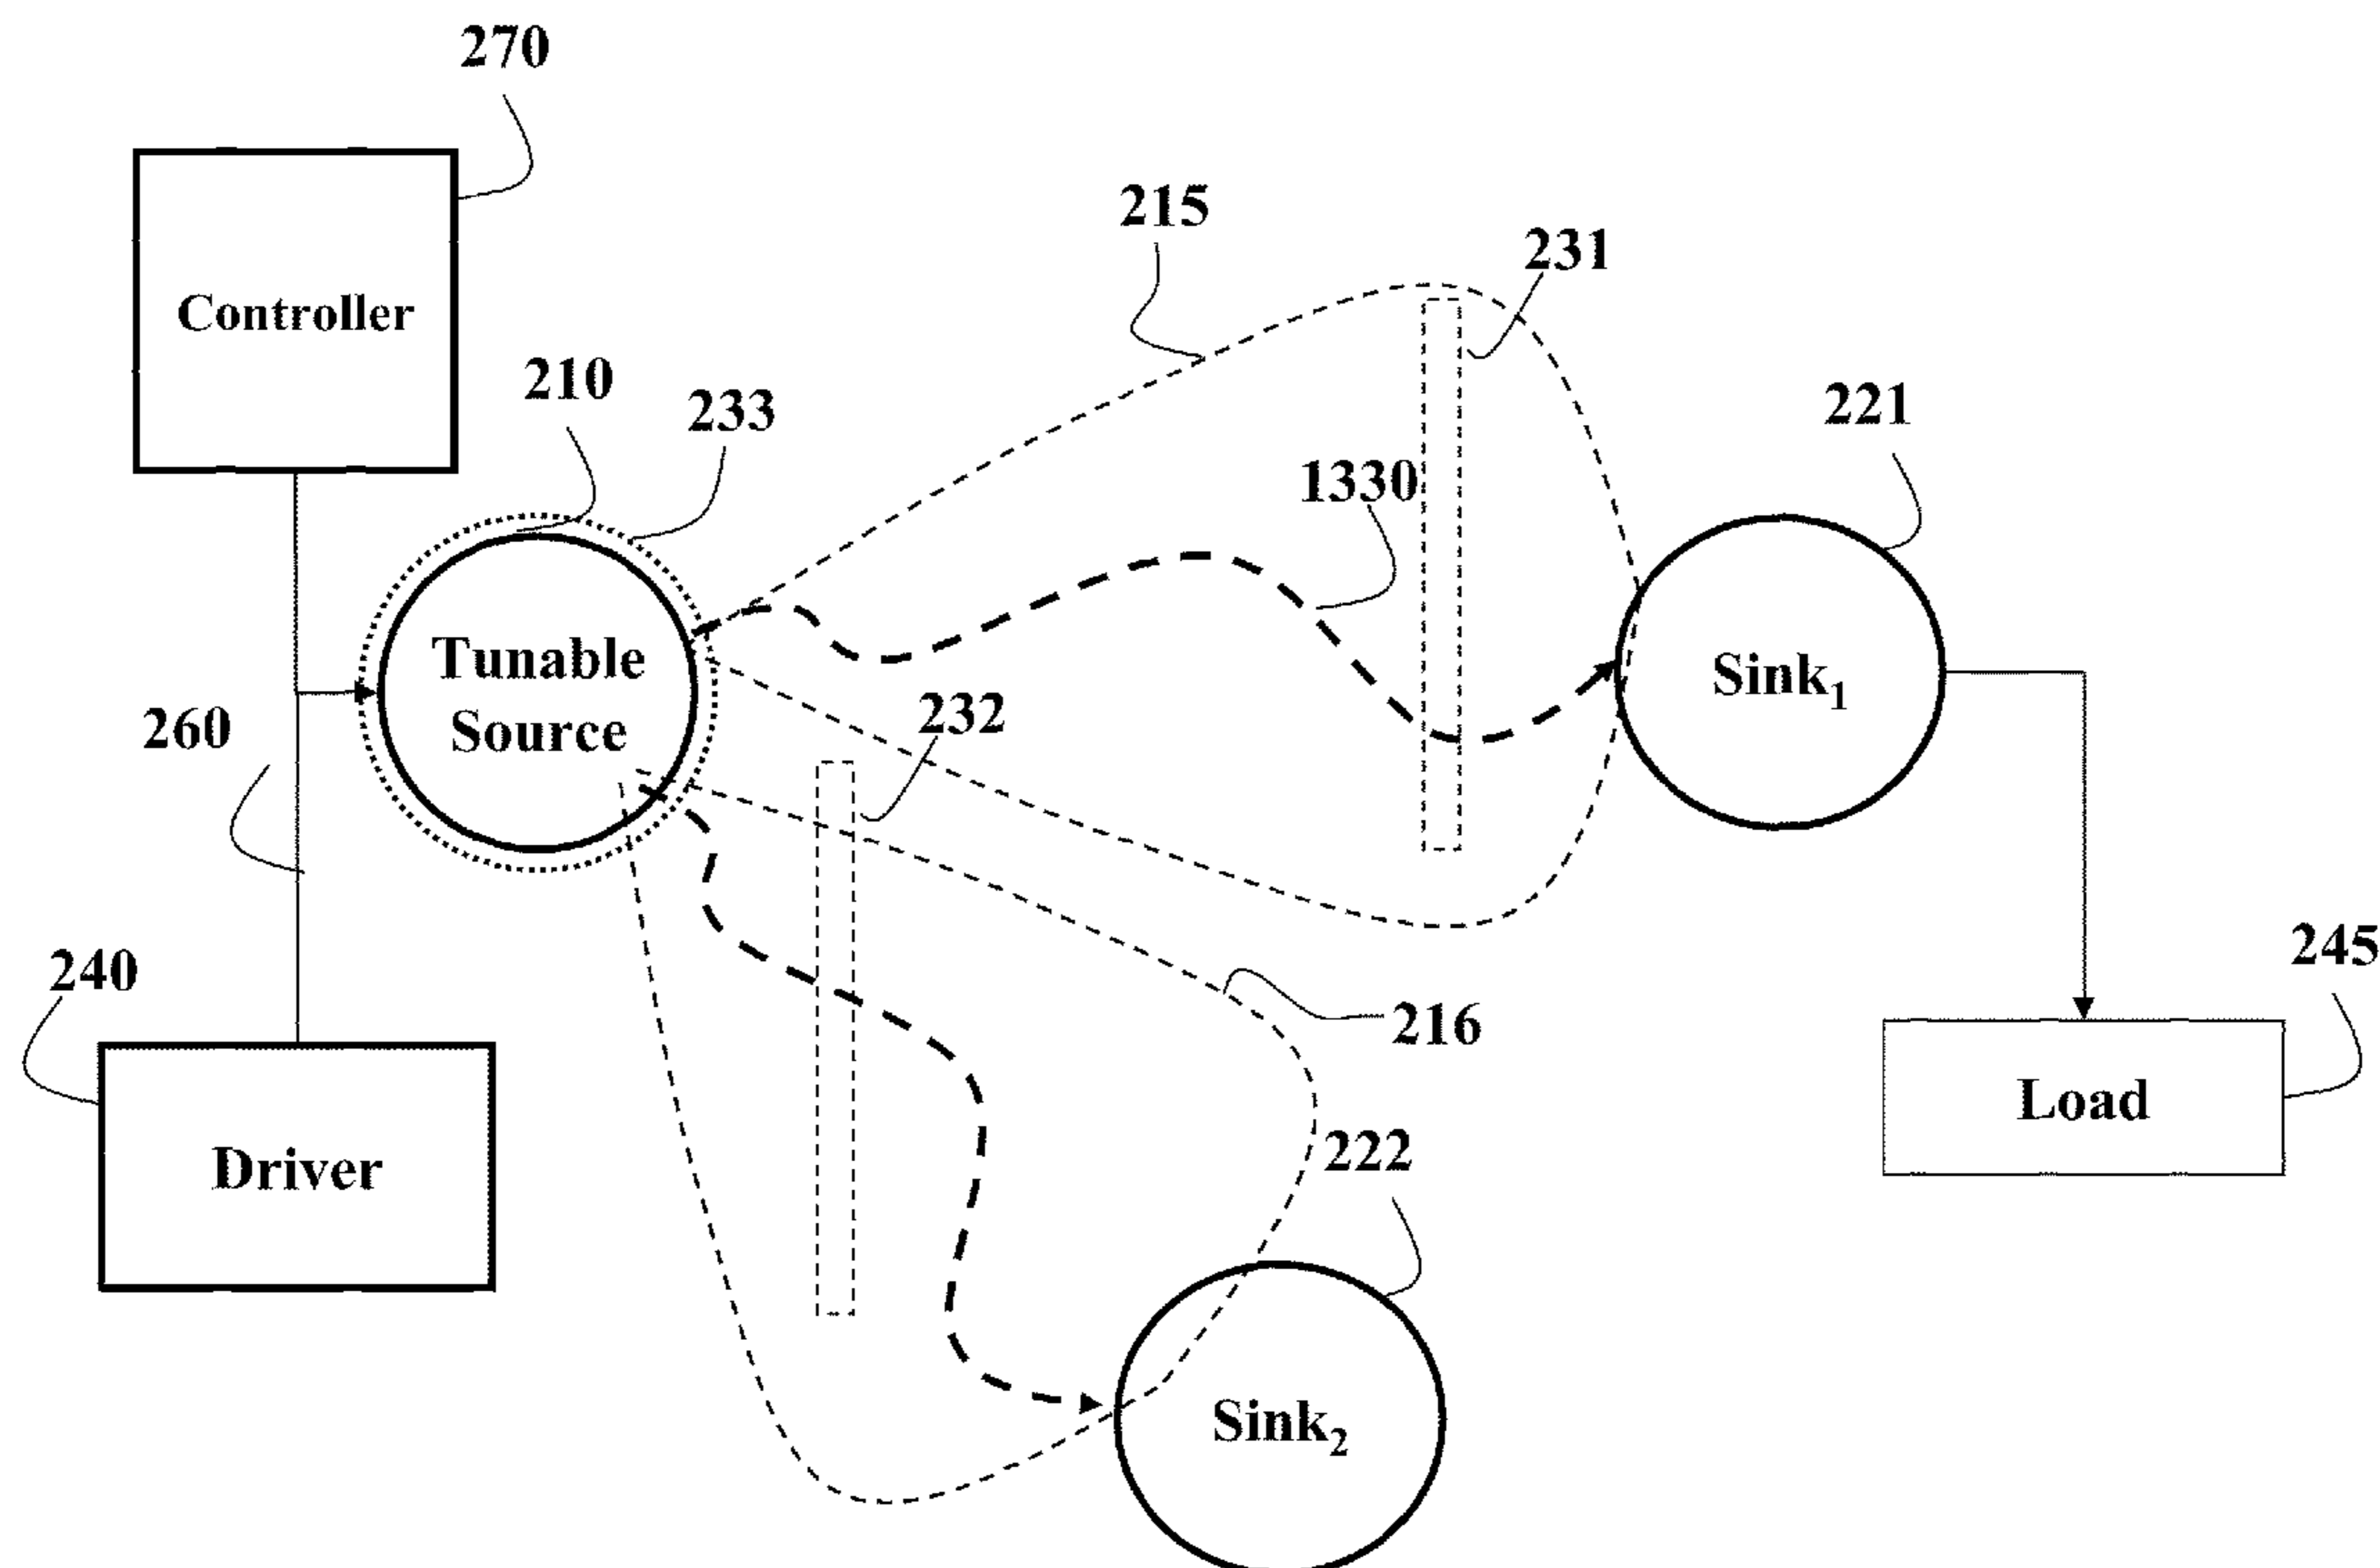 270
Controller
215
231
210
233
221
1330
Tunable
Source
Sink1
232
260
240
245
216
Load
222
Driver
Sink2